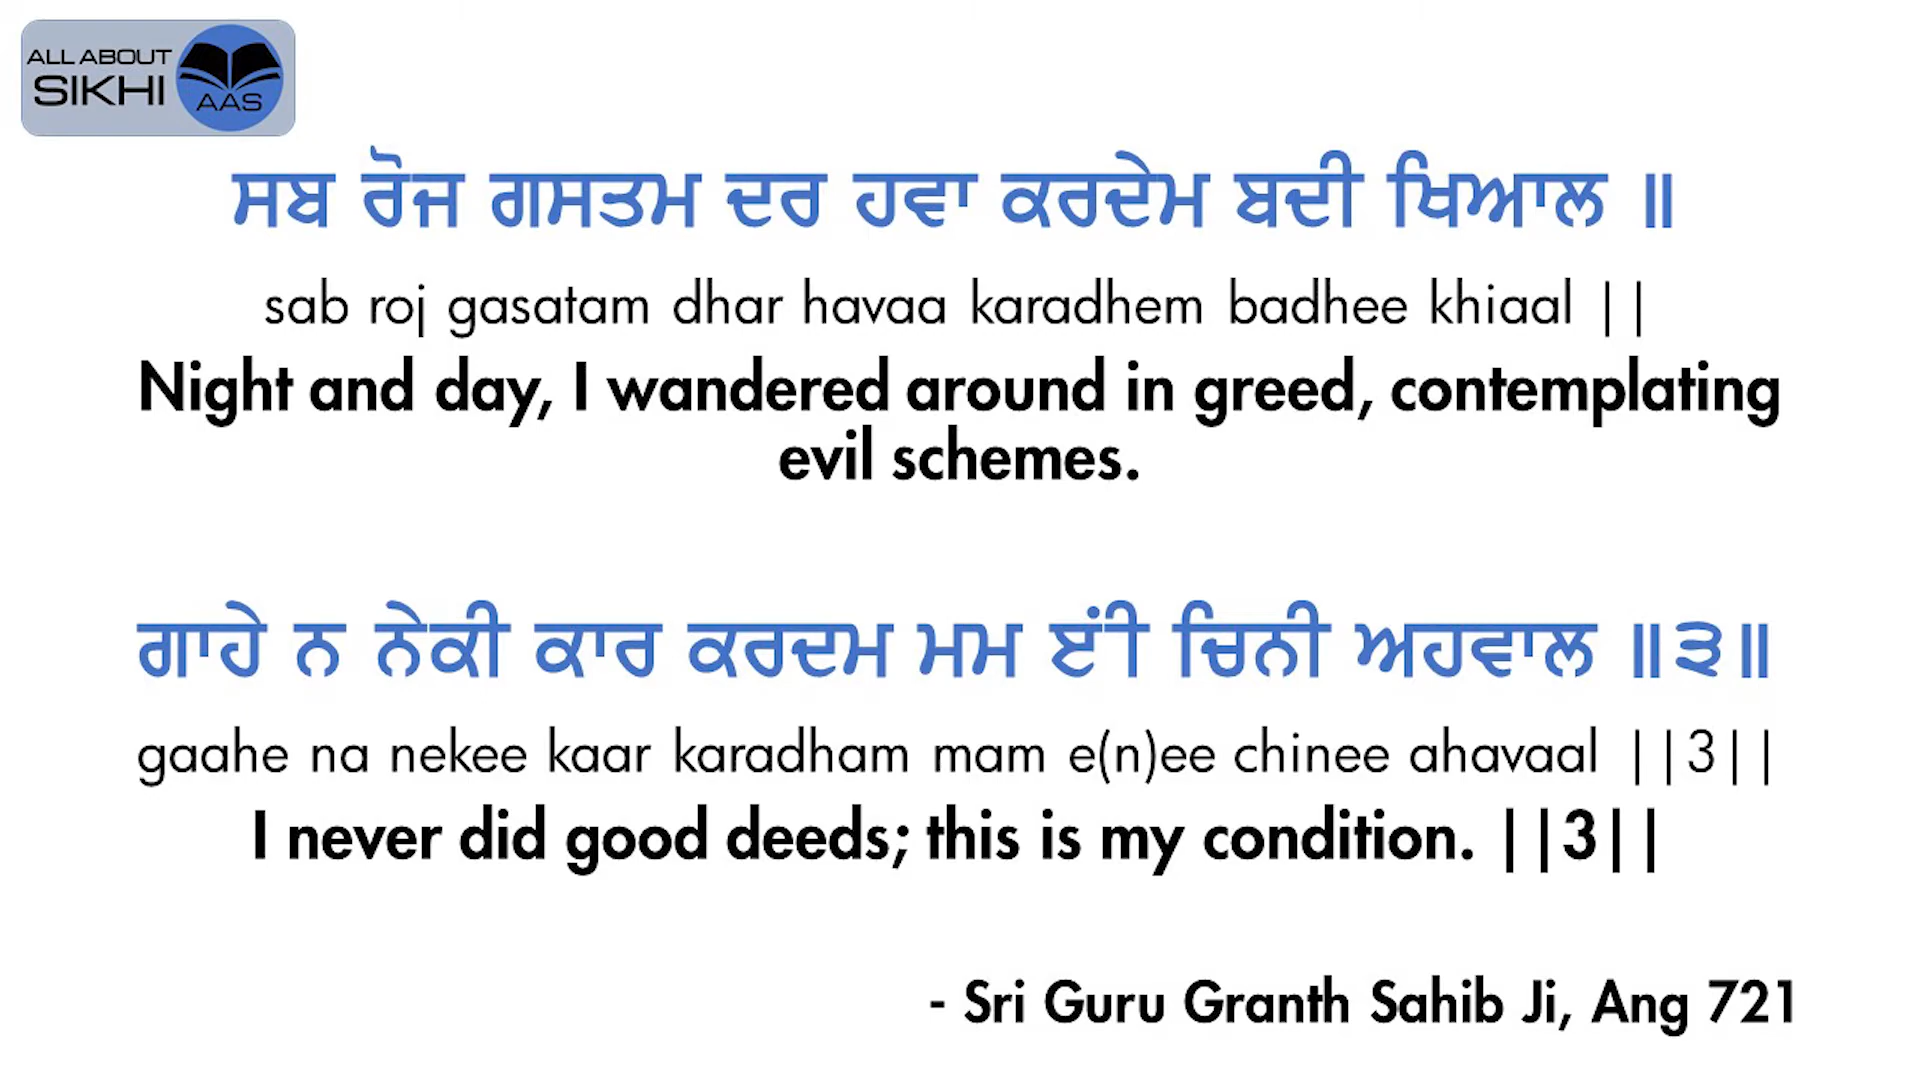 ALL ABOUT
SIKHI
AAS
ਸਬ ਰੋਜ ਗਸਤਮ ਦਰ ਹਵਾ ਕਰਦੇਮ ਬਦੀ ਖਿਆਲ ॥
sab roj gasatam dhar havaa karadhem badhee khiaal ||
Night and day, I wandered around in greed, contemplating
evil schemes.
ਗਾਹੇ ਨ ਨੇਕੀ ਕਾਰ ਕਰਦਮ ਮਮ ਏਂੀ ਚਿਨੀ ਅਹਵਾਲ ॥੩॥
gaahe na nekee kaar karadham mam e(n)ee chinee ahavaal ||3||
I never did good deeds; this is my condition. ||3||
- Sri Guru Granth Sahib Ji, Ang 721